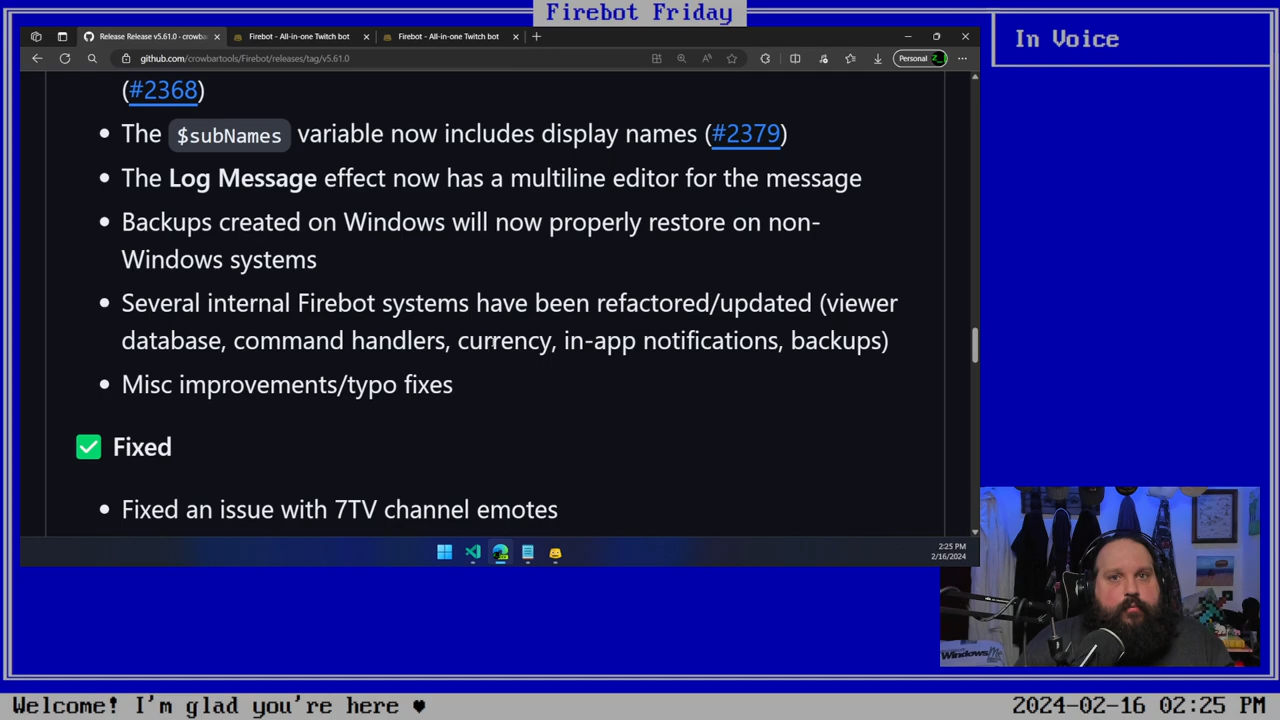 Firebot Friday
In Voice
Release Release v5.61.0 · crowba
Firebot - All-in-one Twitch bot
Firebot - All-in-one Twitch bot
github.com/crowbartools/Firebot/releases/tag/v5.61.0
Personal
(#2368)
The $subNames variable now includes display names (#2379)
The Log Message effect now has a multiline editor for the message
Backups created on Windows will now properly restore on non-
Windows systems
Several internal Firebot systems have been refactored/updated (viewer
database, command handlers, currency, in-app notifications, backups)
Misc improvements/typo fixes
Fixed
Fixed an issue with 7TV channel emotes
2:25 PM
2/16/2024
Windows Me
Welcome! I'm glad you're here ♥
2024-02-16 02:25 PM